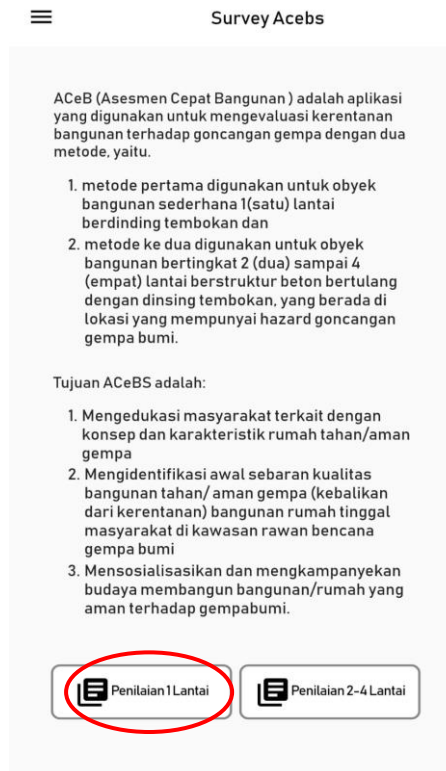 Survey Acebs
ACeB (Asesmen Cepat Bangunan ) adalah aplikasi
yang digunakan untuk mengevaluasi kerentanan
bangunan terhadap goncangan gempa dengan dua
metode, yaitu.
1. metode pertama digunakan untuk obyek
bangunan sederhana 1(satu) lantai
berdinding tembokan dan
2. metode ke dua digunakan untuk obyek
bangunan bertingkat 2 (dua) sampai 4
(empat) lantai berstruktur beton bertulang
dengan dinsing tembokan, yang berada di
lokasi yang mempunyai hazard goncangan
gempa bumi.
Tujuan ACeBS adalah:
1. Mengedukasi masyarakat terkait dengan
konsep dan karakteristik rumah tahan/aman
gempa
2. Mengidentifikasi awal sebaran kualitas
bangunan tahan/ aman gempa (kebalikan
dari kerentanan) bangunan rumah tinggal
masyarakat di kawasan rawan bencana
gempa bumi
3. Mensosialisasikan dan mengkampanyekan
budaya membangun bangunan/rumah yang
aman terhadap gempabumi.
Penilaian 1 Lantai
Penilaian 2-4 Lantai